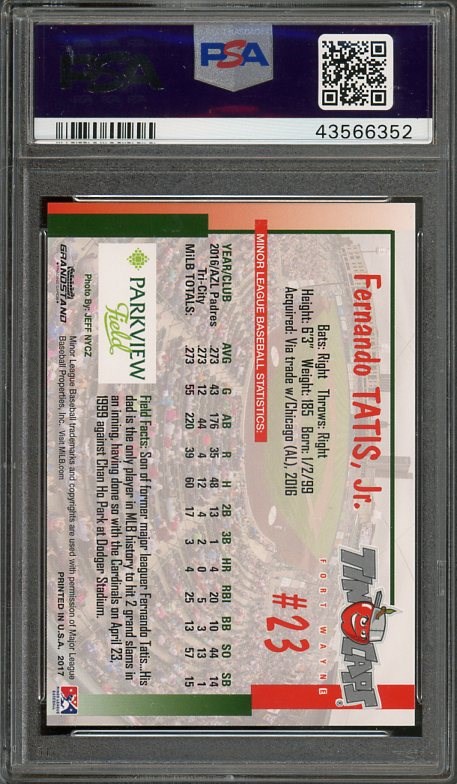 PSA
PSA
43566352
Fernando TATIS, Jr.
Bats: Right Throws: Right
Height: 6'3" Weight: 185 Born: 1/2/99
Acquired: Via trade w/Chicago (AL), 2016
FORT WAYNE
TINCAPS
#23
MINOR LEAGUE BASEBALL STATISTICS:
YEAR/CLUB AVG G AB R H 2B 3B HR RBI BB SO SB
2016/AZL Padres .273 43 176 35 48 13 1 4 20 10 44 14
Tri-City .273 12 44 4 12 4 2 0 5 3 13 1
MiLB TOTALS: .273 55 220 39 60 17 3 4 25 13 57 15
PARKVIEW
Field
Field Facts: Son of former major leaguer Fernando Tatis...His
dad is the only player in MLB history to hit 2 grand slams in
an inning, having done so with the Cardinals on April 23,
1999 against Chan Ho Park at Dodger Stadium.
Photo By: JEFF NYCZ
GRANDSTAND
Minor League Baseball trademarks and copyrights are used with permission of Major League
Baseball Properties, Inc. Visit MiLB.com
PRINTED IN U.S.A. 2017